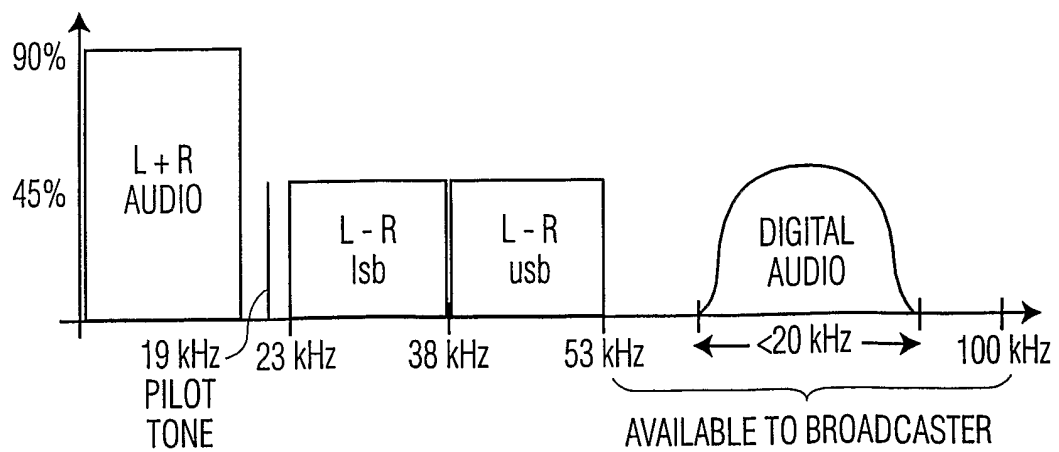 90%
45%
L + R
AUDIO
L - R
lsb
L - R
usb
DIGITAL
AUDIO
19 kHz
PILOT
TONE
23 kHz
38 kHz
53 kHz
<20 kHz
100 kHz
AVAILABLE TO BROADCASTER